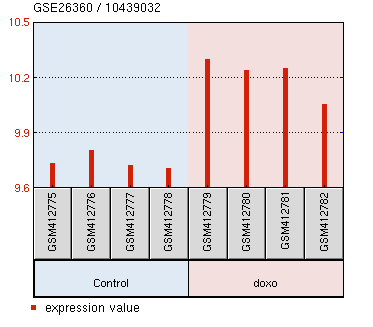 GSE26360 / 10439032
10.5
10.2
9.9
9.6
GSM412775
GSM412776
GSM412777
GSM412778
GSM412779
GSM412780
GSM412781
GSM412782
Control
doxo
expression value